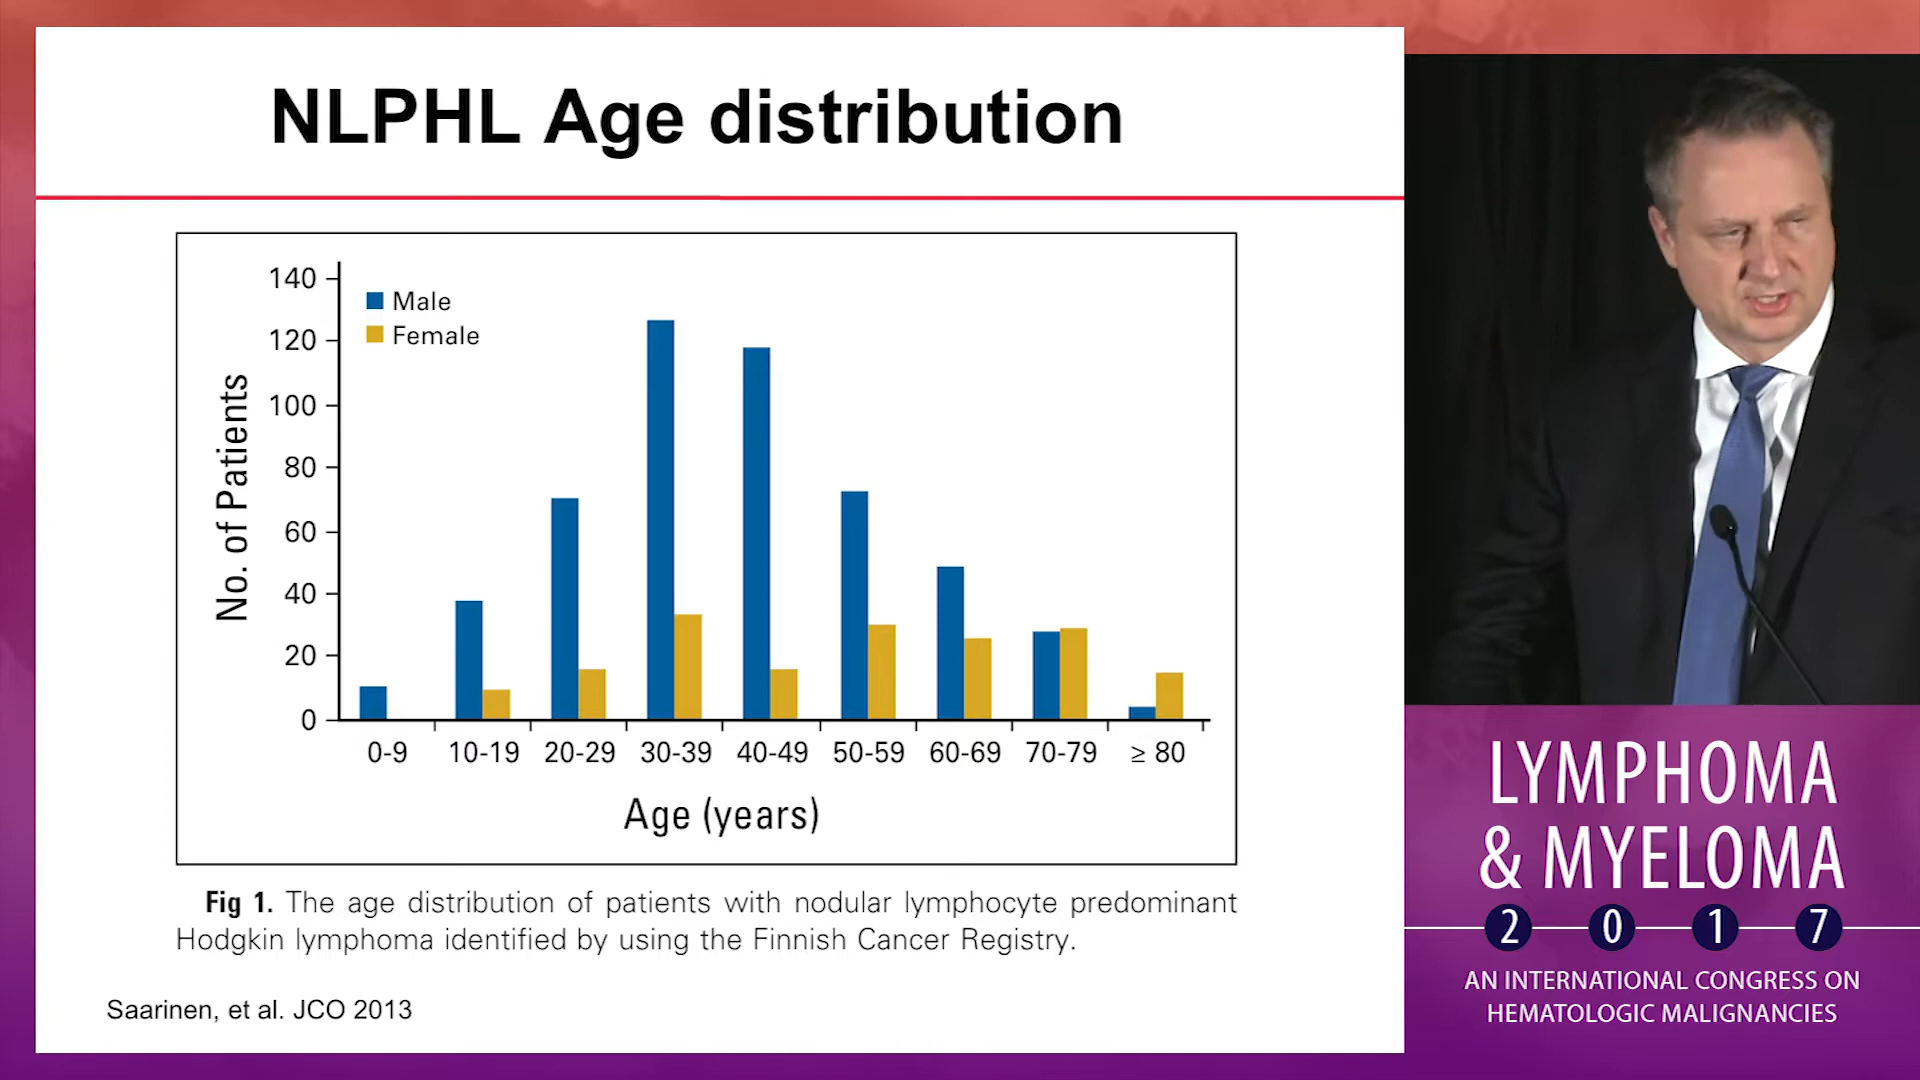 NLPHL Age distribution
140
120
100
80
60
40
20
0
Male
Female
No. of Patients
0-9 10-19 20-29 30-39 40-49 50-59 60-69 70-79 ≥ 80
Age (years)
Fig 1. The age distribution of patients with nodular lymphocyte predominant
Hodgkin lymphoma identified by using the Finnish Cancer Registry.
Saarinen, et al. JCO 2013
LYMPHOMA
& MYELOMA
2 0 1 7
AN INTERNATIONAL CONGRESS ON
HEMATOLOGIC MALIGNANCIES